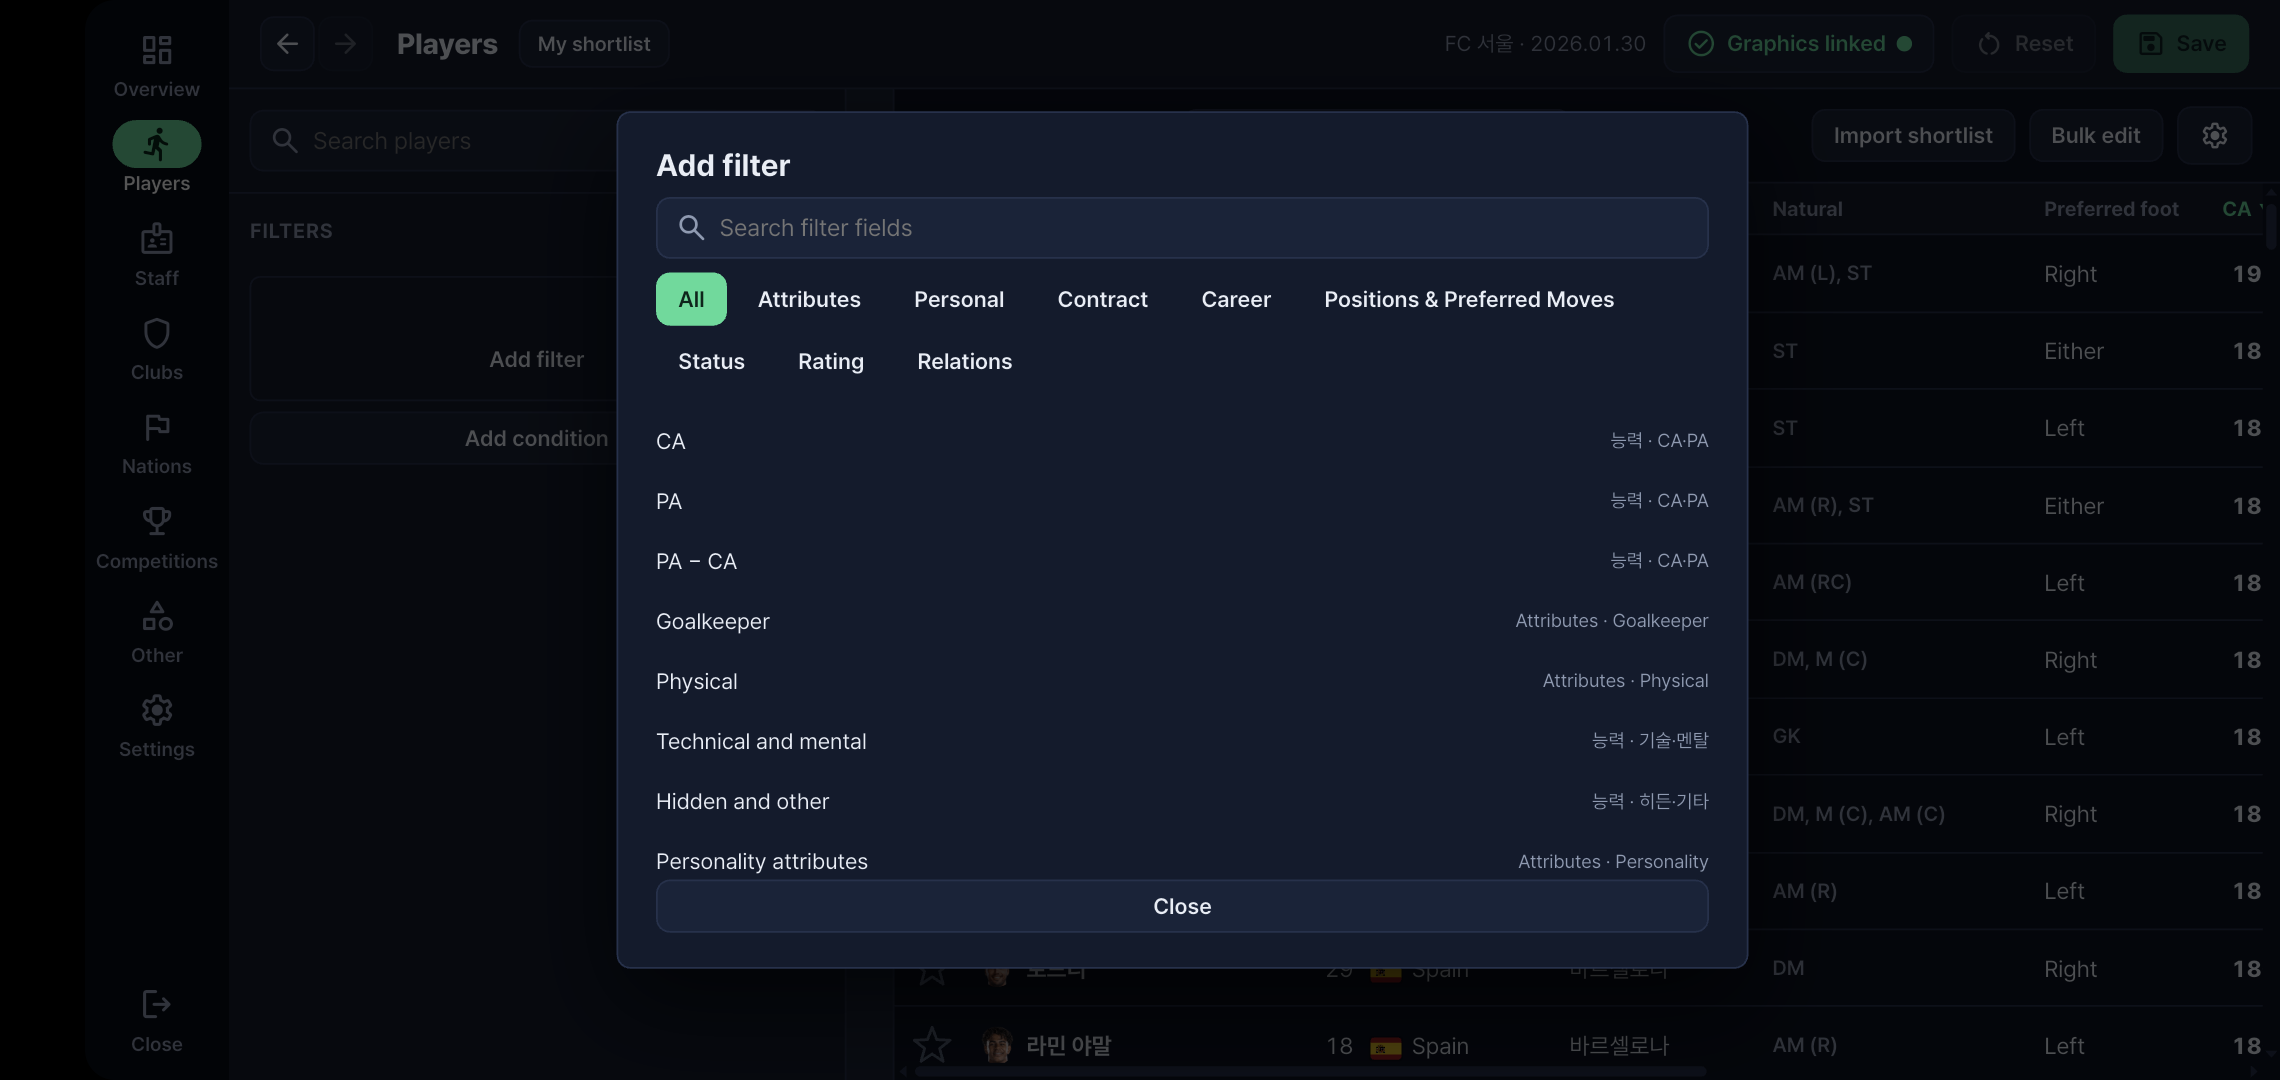 Overview
Players
Staff
Clubs
Nations
Competitions
Other
Settings
Close
Players
My shortlist
FC 서울 · 2026.01.30
Graphics linked
Reset
Save
Search players
FILTERS
Add filter
Add condition
Import shortlist
Bulk edit
Add filter
Search filter fields
All
Attributes
Personal
Contract
Career
Positions & Preferred Moves
Status
Rating
Relations
CA 능력 · CA·PA
PA 능력 · CA·PA
PA − CA 능력 · CA·PA
Goalkeeper Attributes · Goalkeeper
Physical Attributes · Physical
Technical and mental 능력 · 기술·멘탈
Hidden and other 능력 · 히든·기타
Personality attributes Attributes · Personality
Close
Natural Preferred foot CA
AM (L), ST Right 19
ST Either 18
ST Left 18
AM (R), ST Either 18
AM (RC) Left 18
DM, M (C) Right 18
GK Left 18
DM, M (C), AM (C) Right 18
AM (R) Left 18
29 Spain 바르셀로나 DM Right 18
라민 야말 18 Spain 바르셀로나 AM (R) Left 18